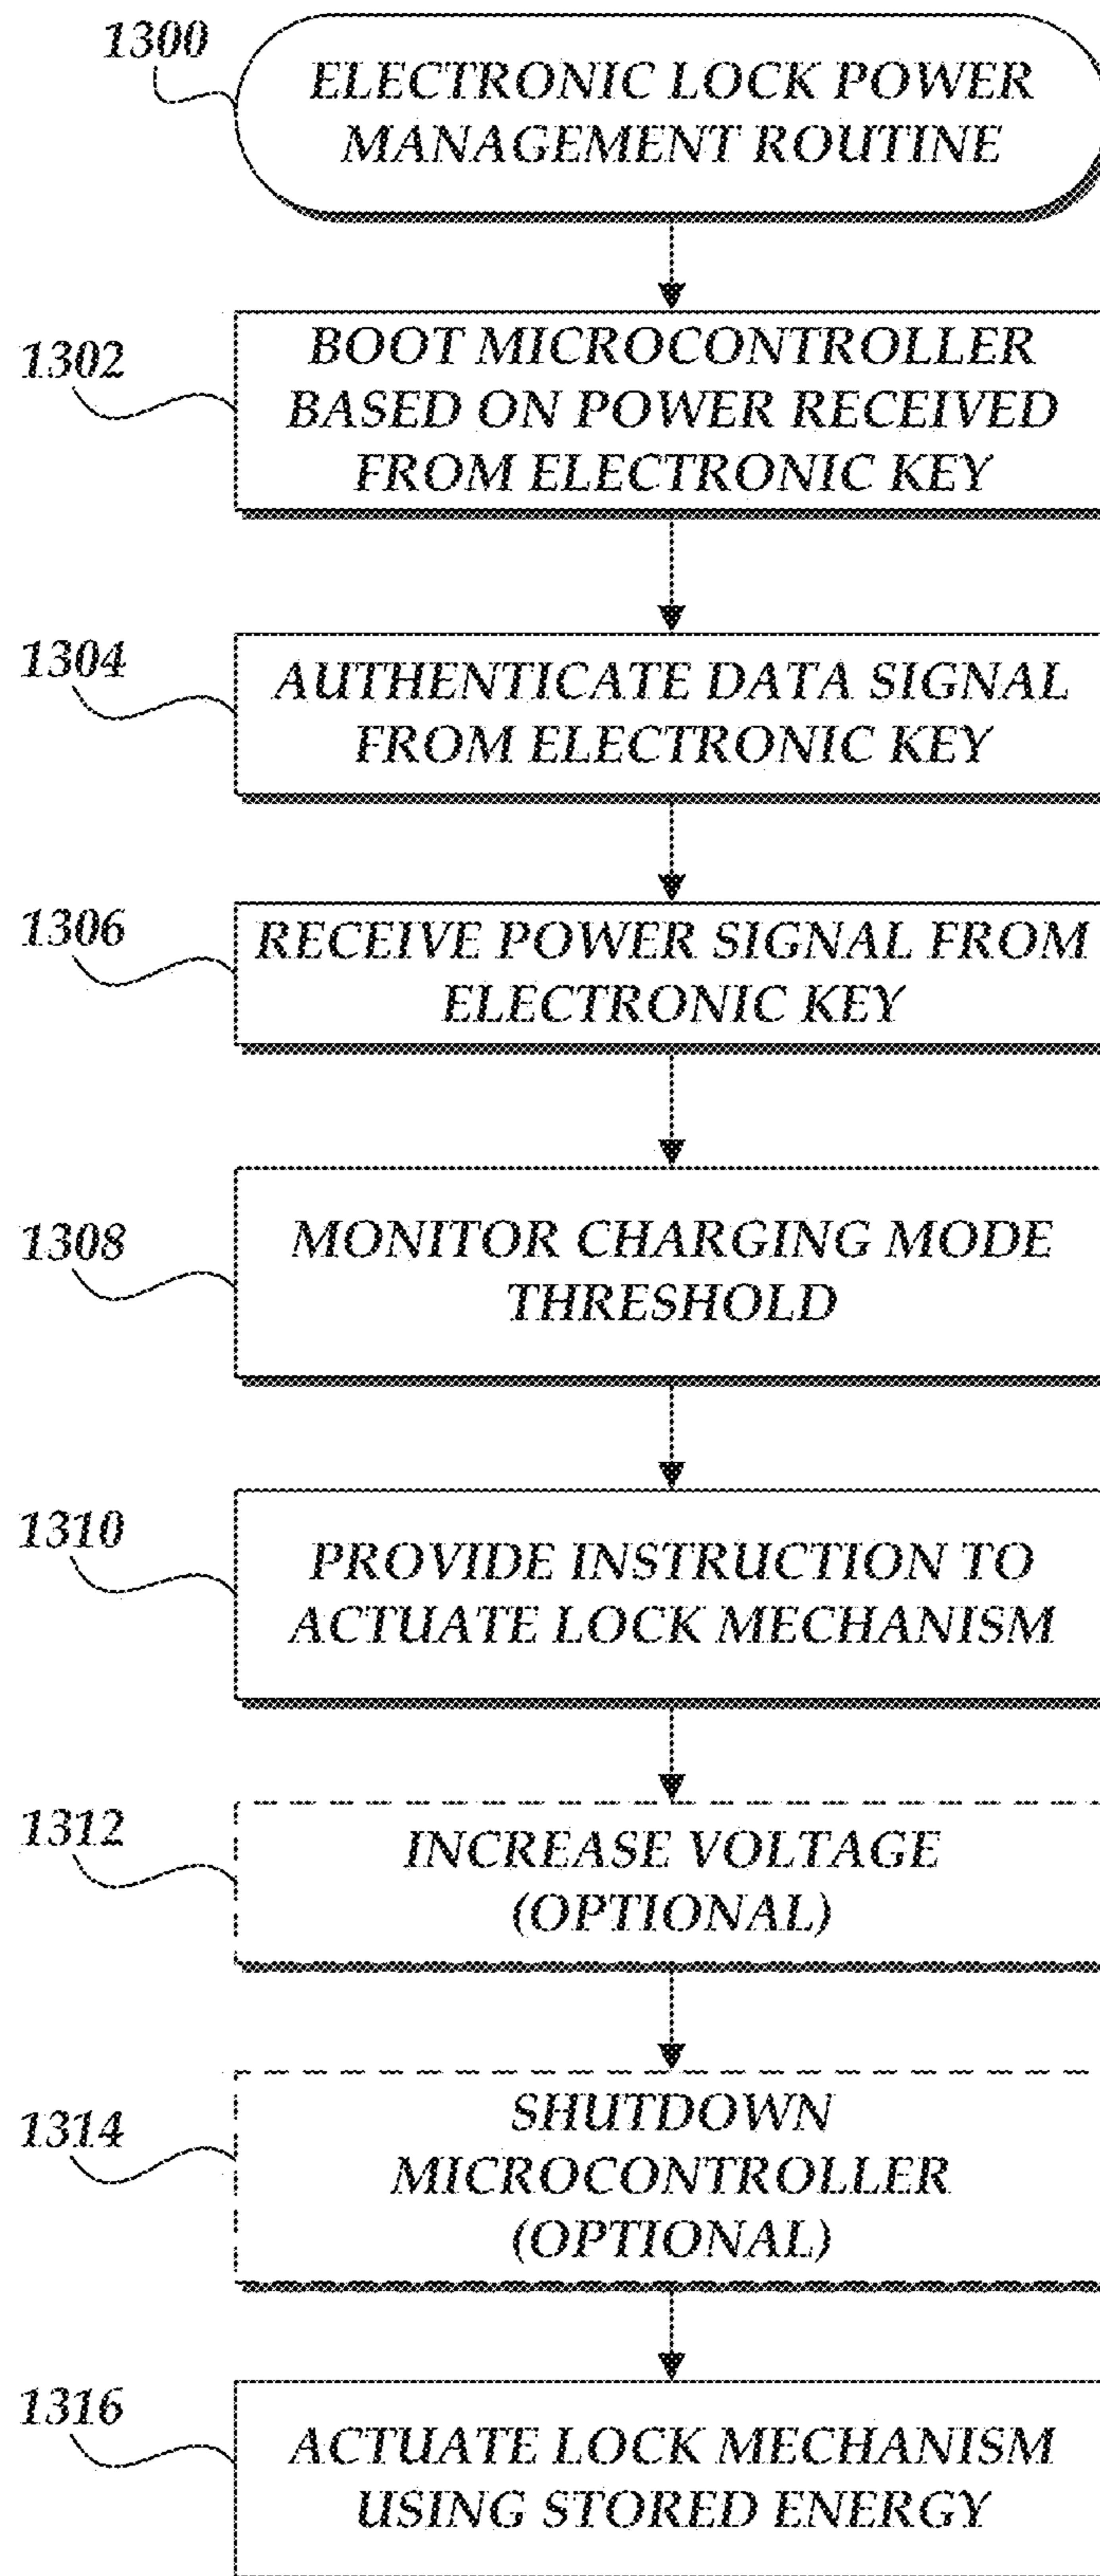 1300
ELECTRONIC LOCK POWER
MANAGEMENT ROUTINE
1302
BOOT MICROCONTROLLER
BASED ON POWER RECEIVED
FROM ELECTRONIC KEY
1304
AUTHENTICATE DATA SIGNAL
FROM ELECTRONIC KEY
1306
RECEIVE POWER SIGNAL FROM
ELECTRONIC KEY
1308
MONITOR CHARGING MODE
THRESHOLD
1310
PROVIDE INSTRUCTION TO
ACTUATE LOCK MECHANISM
1312
INCREASE VOLTAGE
(OPTIONAL)
1314
SHUTDOWN
MICROCONTROLLER
(OPTIONAL)
1316
ACTUATE LOCK MECHANISM
USING STORED ENERGY